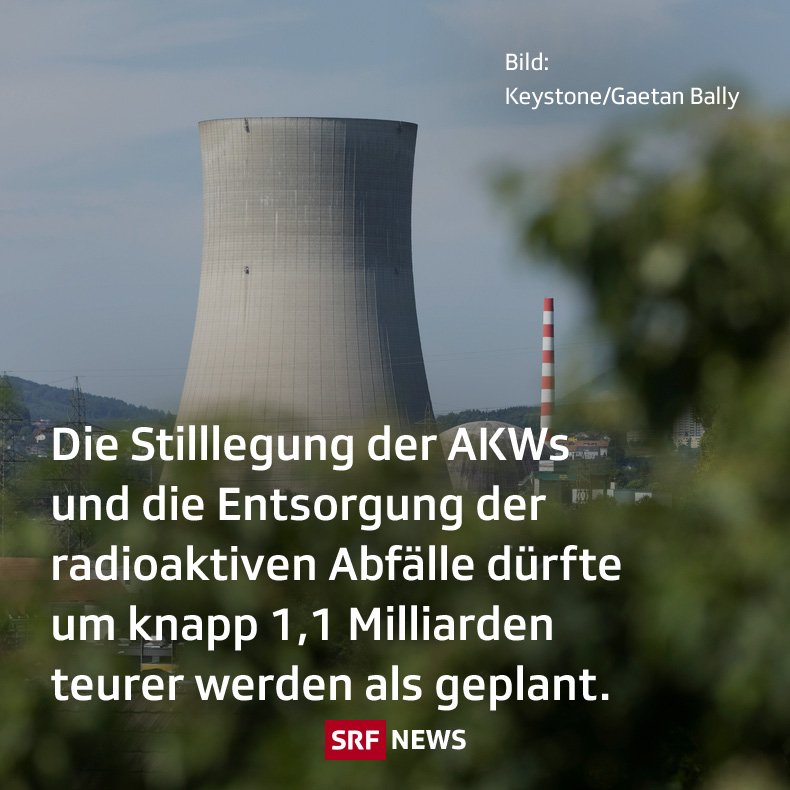 Bild:
Keystone/Gaetan Bally
Die Stilllegung der AKWs
und die Entsorgung der
radioaktiven Abfälle dürfte
um knapp 1,1 Milliarden
teurer werden als geplant.
SRF NEWS